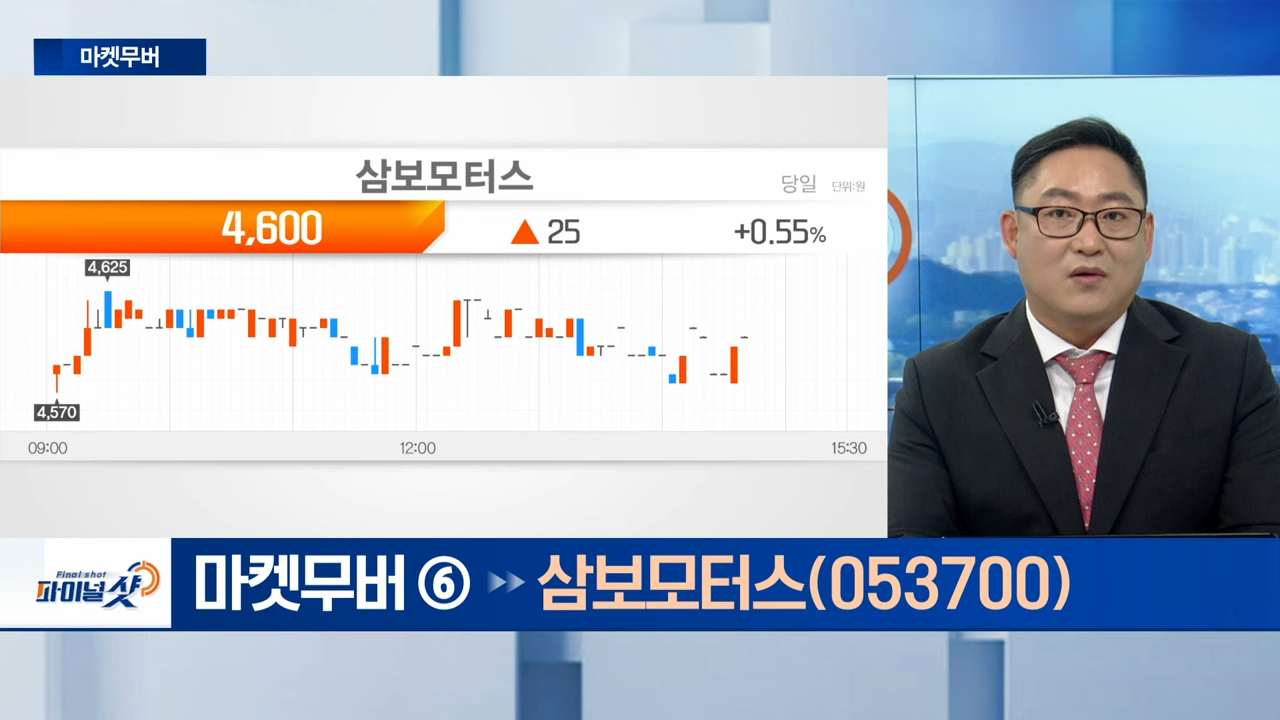 마켓무버
삼보모터스
당일 단위:원
4,600 ▲ 25 +0.55%
4,625
4,570
09:00 12:00 15:30
Final shot
파이널샷
마켓무버 ⑥ 삼보모터스(053700)